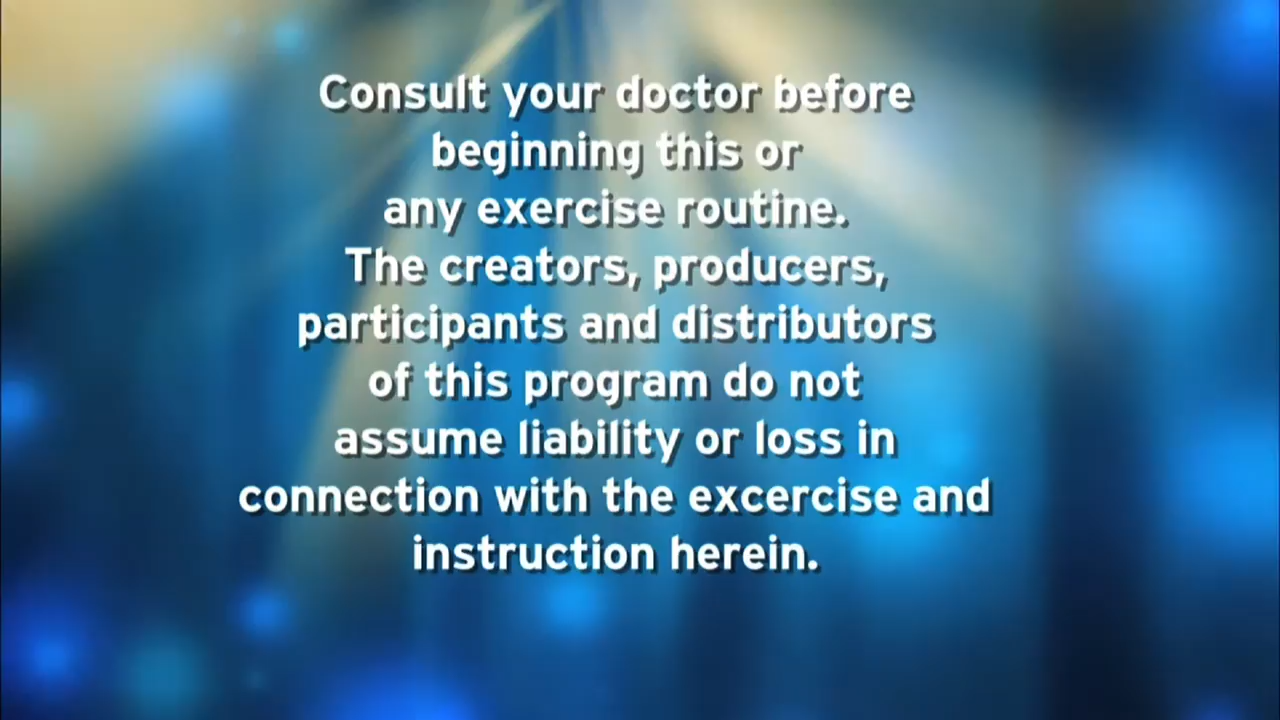 Consult your doctor before
beginning this or
any exercise routine.
The creators, producers,
participants and distributors
of this program do not
assume liability or loss in
connection with the excercise and
instruction herein.